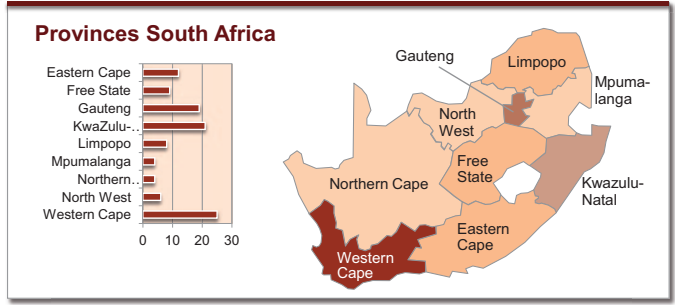 Provinces South Africa
Eastern Cape
Free State
Gauteng
KwaZulu-..
Limpopo
Mpumalanga
Northern..
North West
Western Cape
0 10 20 30
Gauteng
Limpopo
Mpuma-
langa
North
West
Free
State
Northern Cape
Kwazulu-
Natal
Eastern
Cape
Western
Cape